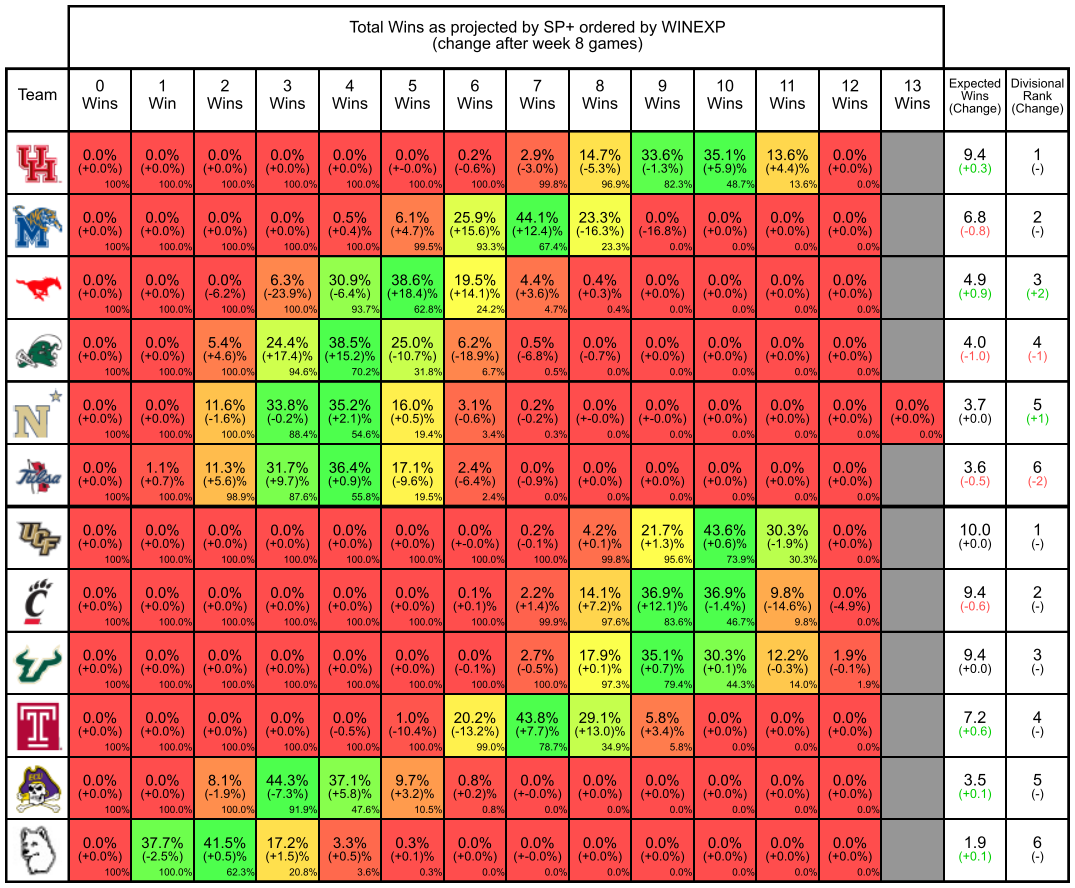 Total Wins as projected by SP+ ordered by WINEXP
(change after week 8 games)
Team 0 Wins 1 Win 2 Wins 3 Wins 4 Wins 5 Wins 6 Wins 7 Wins 8 Wins 9 Wins 10 Wins 11 Wins 12 Wins 13 Wins Expected Wins (Change) Divisional Rank (Change)
UH
0.0% 0.0% 0.0% 0.0% 0.0% 0.0% 0.2% 2.9% 14.7% 33.6% 35.1% 13.6% 0.0% 9.4 1
(+0.0%) (+0.0%) (+0.0%) (+0.0%) (+0.0%) (+-0.0%) (-0.6%) (-3.0%) (-5.3%) (-1.3%) (+5.9)% (+4.4)% (+0.0%) (+0.3) (-)
100% 100.0% 100.0% 100.0% 100.0% 100.0% 100.0% 99.8% 96.9% 82.3% 48.7% 13.6% 0.0%
M
0.0% 0.0% 0.0% 0.0% 0.5% 6.1% 25.9% 44.1% 23.3% 0.0% 0.0% 0.0% 0.0% 6.8 2
(+0.0%) (+0.0%) (+0.0%) (+0.0%) (+0.4)% (+4.7)% (+15.6)% (+12.4)% (-16.3%) (-16.8%) (+0.0%) (+0.0%) (+0.0%) (-0.8) (-)
100% 100.0% 100.0% 100.0% 100.0% 99.5% 93.3% 67.4% 23.3% 0.0% 0.0% 0.0% 0.0%
0.0% 0.0% 0.0% 6.3% 30.9% 38.6% 19.5% 4.4% 0.4% 0.0% 0.0% 0.0% 0.0% 4.9 3
(+0.0%) (+0.0%) (-6.2%) (-23.9%) (-6.4%) (+18.4)% (+14.1)% (+3.6)% (+0.3)% (+0.0%) (+0.0%) (+0.0%) (+0.0%) (+0.9) (+2)
100% 100.0% 100.0% 100.0% 93.7% 62.8% 24.2% 4.7% 0.4% 0.0% 0.0% 0.0% 0.0%
0.0% 0.0% 5.4% 24.4% 38.5% 25.0% 6.2% 0.5% 0.0% 0.0% 0.0% 0.0% 0.0% 4.0 4
(+0.0%) (+0.0%) (+4.6)% (+17.4)% (+15.2)% (-10.7%) (-18.9%) (-6.8%) (-0.7%) (+0.0%) (+0.0%) (+0.0%) (+0.0%) (-1.0) (-1)
100% 100.0% 100.0% 94.6% 70.2% 31.8% 6.7% 0.5% 0.0% 0.0% 0.0% 0.0% 0.0%
N
0.0% 0.0% 11.6% 33.8% 35.2% 16.0% 3.1% 0.2% 0.0% 0.0% 0.0% 0.0% 0.0% 0.0% 3.7 5
(+0.0%) (+0.0%) (-1.6%) (-0.2%) (+2.1)% (+0.5)% (-0.6%) (-0.2%) (+-0.0%) (+-0.0%) (+0.0%) (+0.0%) (+0.0%) (+0.0%) (+0.0) (+1)
100% 100.0% 100.0% 88.4% 54.6% 19.4% 3.4% 0.3% 0.0% 0.0% 0.0% 0.0% 0.0% 0.0%
Tulsa
0.0% 1.1% 11.3% 31.7% 36.4% 17.1% 2.4% 0.0% 0.0% 0.0% 0.0% 0.0% 0.0% 3.6 6
(+0.0%) (+0.7)% (+5.6)% (+9.7)% (+0.9)% (-9.6%) (-6.4%) (-0.9%) (+0.0%) (+0.0%) (+0.0%) (+0.0%) (+0.0%) (-0.5) (-2)
100% 100.0% 98.9% 87.6% 55.8% 19.5% 2.4% 0.0% 0.0% 0.0% 0.0% 0.0% 0.0%
UCF
0.0% 0.0% 0.0% 0.0% 0.0% 0.0% 0.0% 0.2% 4.2% 21.7% 43.6% 30.3% 0.0% 10.0 1
(+0.0%) (+0.0%) (+0.0%) (+0.0%) (+0.0%) (+0.0%) (+-0.0%) (-0.1%) (+0.1)% (+1.3)% (+0.6)% (-1.9%) (+0.0%) (+0.0) (-)
100% 100.0% 100.0% 100.0% 100.0% 100.0% 100.0% 100.0% 99.8% 95.6% 73.9% 30.3% 0.0%
C
0.0% 0.0% 0.0% 0.0% 0.0% 0.0% 0.1% 2.2% 14.1% 36.9% 36.9% 9.8% 0.0% 9.4 2
(+0.0%) (+0.0%) (+0.0%) (+0.0%) (+0.0%) (+0.0%) (+0.1)% (+1.4)% (+7.2)% (+12.1)% (-1.4%) (-14.6%) (-4.9%) (-0.6) (-)
100% 100.0% 100.0% 100.0% 100.0% 100.0% 100.0% 99.9% 97.6% 83.6% 46.7% 9.8% 0.0%
0.0% 0.0% 0.0% 0.0% 0.0% 0.0% 0.0% 2.7% 17.9% 35.1% 30.3% 12.2% 1.9% 9.4 3
(+0.0%) (+0.0%) (+0.0%) (+0.0%) (+0.0%) (+0.0%) (-0.1%) (-0.5%) (+0.1)% (+0.7)% (+0.1)% (-0.3%) (-0.1%) (+0.0) (-)
100% 100.0% 100.0% 100.0% 100.0% 100.0% 100.0% 100.0% 97.3% 79.4% 44.3% 14.0% 1.9%
T
0.0% 0.0% 0.0% 0.0% 0.0% 1.0% 20.2% 43.8% 29.1% 5.8% 0.0% 0.0% 0.0% 7.2 4
(+0.0%) (+0.0%) (+0.0%) (+0.0%) (-0.5%) (-10.4%) (-13.2%) (+7.7)% (+13.0)% (+3.4)% (+0.0%) (+0.0%) (+0.0%) (+0.6) (-)
100% 100.0% 100.0% 100.0% 100.0% 100.0% 99.0% 78.7% 34.9% 5.8% 0.0% 0.0% 0.0%
ECU
0.0% 0.0% 8.1% 44.3% 37.1% 9.7% 0.8% 0.0% 0.0% 0.0% 0.0% 0.0% 0.0% 3.5 5
(+0.0%) (+0.0%) (-1.9%) (-7.3%) (+5.8)% (+3.2)% (+0.2)% (+-0.0%) (+0.0%) (+0.0%) (+0.0%) (+0.0%) (+0.0%) (+0.1) (-)
100% 100.0% 100.0% 91.9% 47.6% 10.5% 0.8% 0.0% 0.0% 0.0% 0.0% 0.0% 0.0%
0.0% 37.7% 41.5% 17.2% 3.3% 0.3% 0.0% 0.0% 0.0% 0.0% 0.0% 0.0% 0.0% 1.9 6
(+0.0%) (-2.5%) (+0.5)% (+1.5)% (+0.5)% (+0.1)% (+0.0%) (+-0.0%) (+0.0%) (+0.0%) (+0.0%) (+0.0%) (+0.0%) (+0.1) (-)
100% 100.0% 62.3% 20.8% 3.6% 0.3% 0.0% 0.0% 0.0% 0.0% 0.0% 0.0% 0.0%